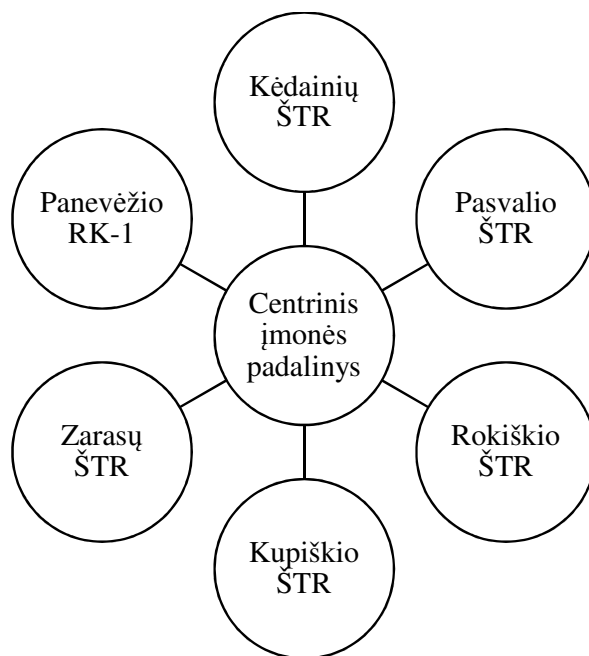 Kėdainių
ŠTR
Panevėžio
RK-1
Pasvalio
ŠTR
Centrinis
įmonės
padalinys
Zarasų
ŠTR
Rokiškio
ŠTR
Kupiškio
ŠTR